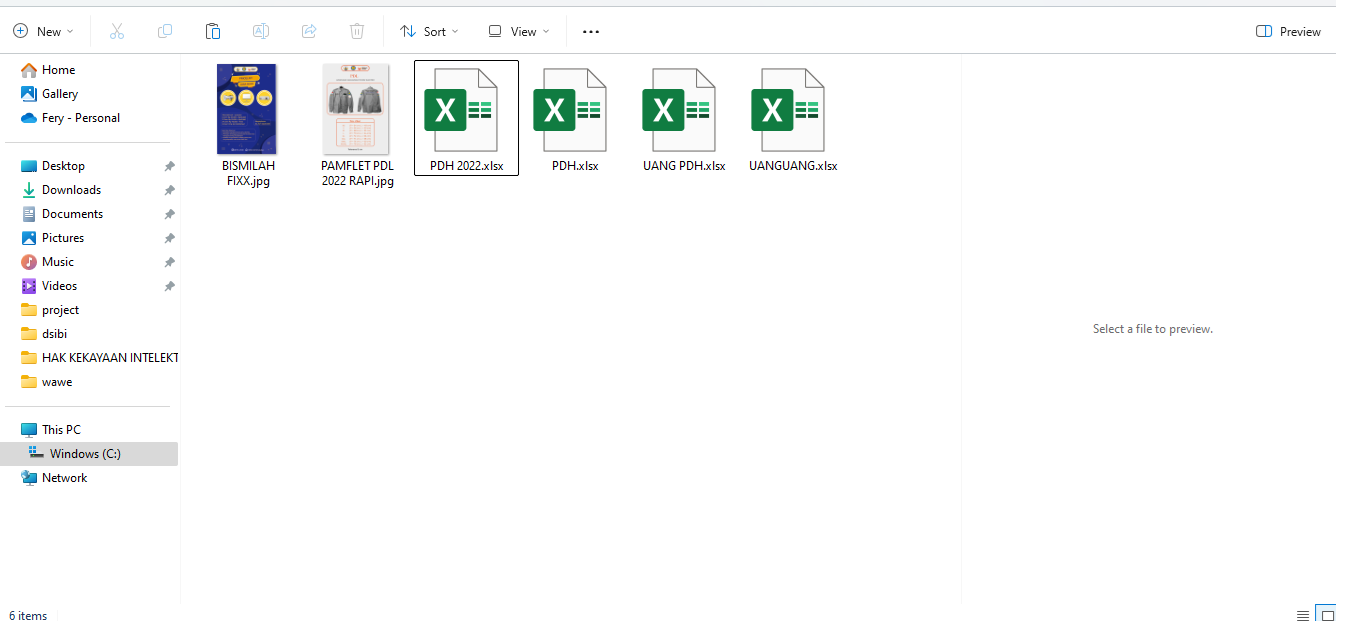 New
Sort
View
Preview
Home
Gallery
Fery - Personal
Desktop
Downloads
Documents
Pictures
Music
Videos
project
dsibi
HAK KEKAYAAN INTELEKT
wawe
This PC
Windows (C:)
Network
BISMILAH
FIXX.jpg
PAMFLET PDL
2022 RAPI.jpg
PDH 2022.xlsx
PDH.xlsx
UANG PDH.xlsx
UANGUANG.xlsx
Select a file to preview.
6 items